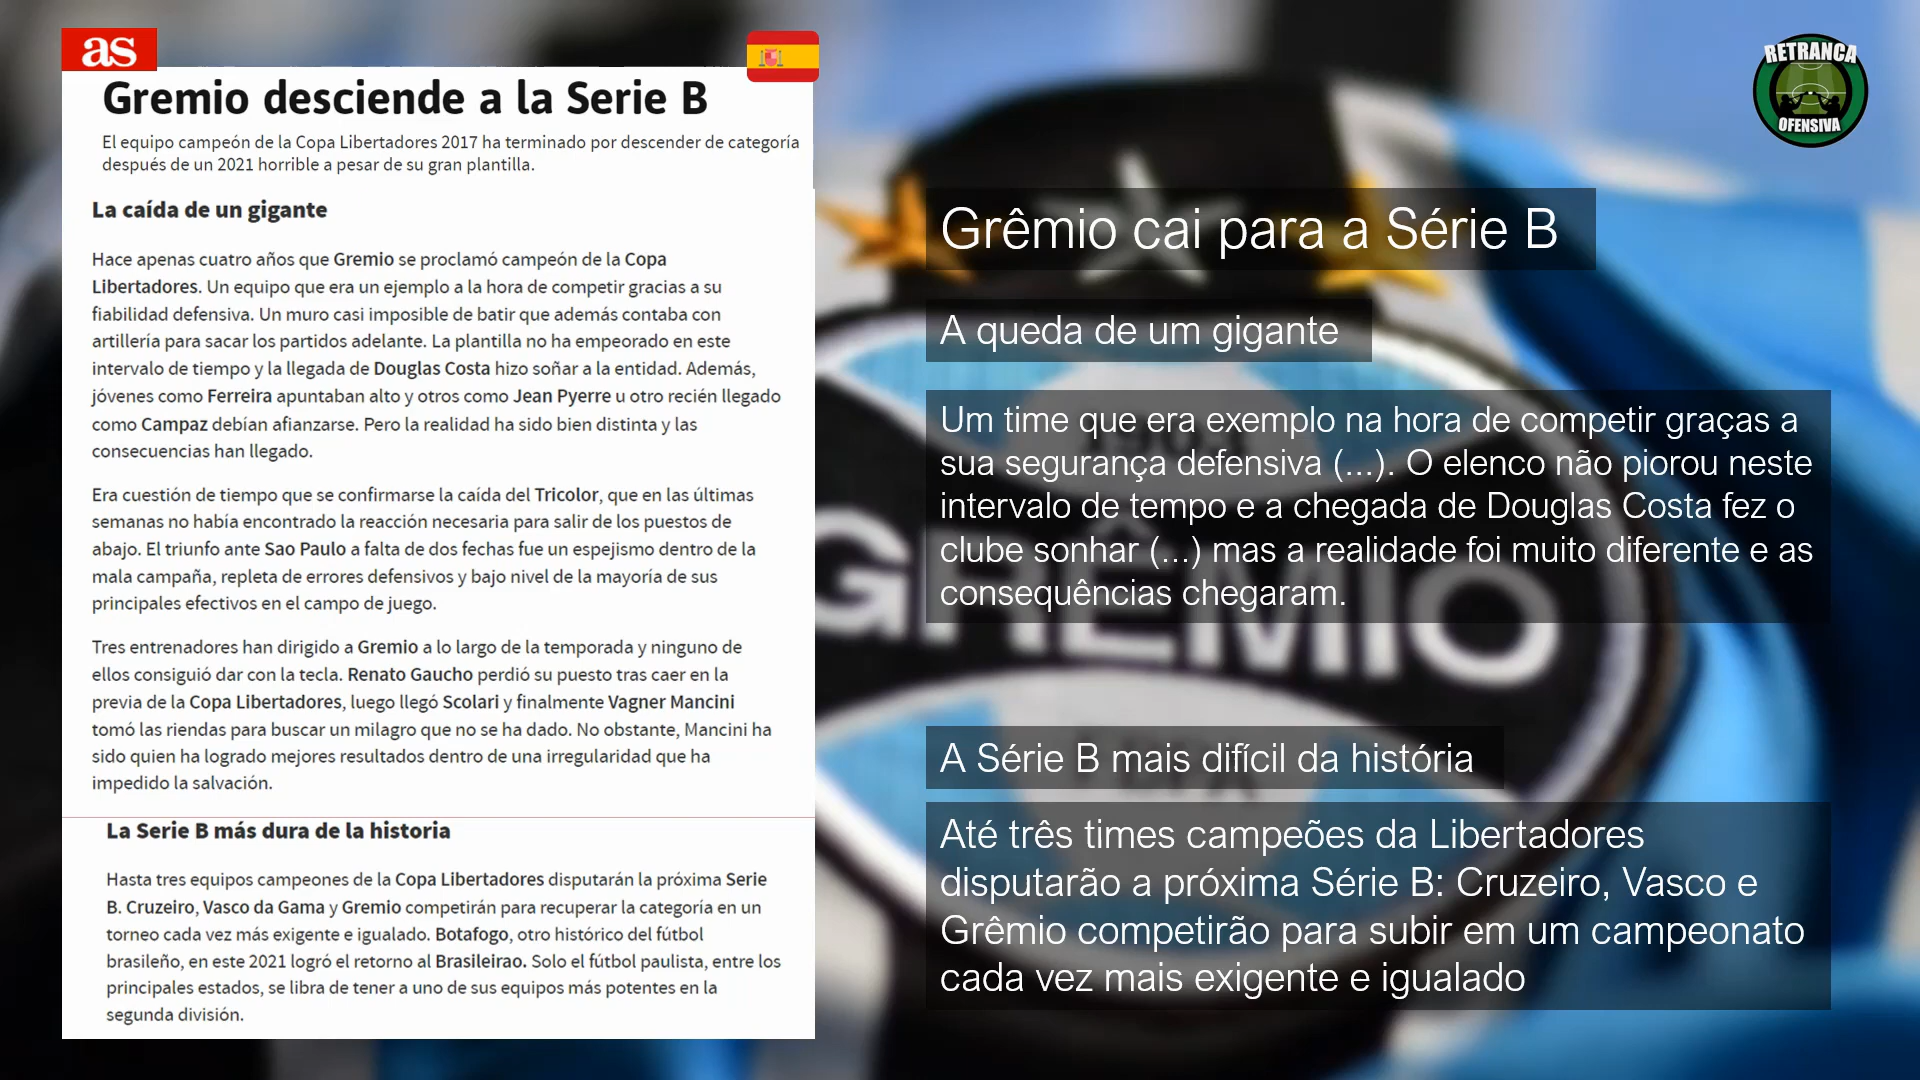 as
Gremio desciende a la Serie B
El equipo campeón de la Copa Libertadores 2017 ha terminado por descender de categoría
después de un 2021 horrible a pesar de su gran plantilla.
La caída de un gigante
Hace apenas cuatro años que Gremio se proclamó campeón de la Copa
Libertadores. Un equipo que era un ejemplo a la hora de competir gracias a su
fiabilidad defensiva. Un muro casi imposible de batir que además contaba con
artillería para sacar los partidos adelante. La plantilla no ha empeorado en este
intervalo de tiempo y la llegada de Douglas Costa hizo soñar a la entidad. Además,
jóvenes como Ferreira apuntaban alto y otros como Jean Pyerre u otro recién llegado
como Campaz debían afianzarse. Pero la realidad ha sido bien distinta y las
consecuencias han llegado.
Era cuestión de tiempo que se confirmarse la caída del Tricolor, que en las últimas
semanas no había encontrado la reacción necesaria para salir de los puestos de
abajo. El triunfo ante Sao Paulo a falta de dos fechas fue un espejismo dentro de la
mala campaña, repleta de errores defensivos y bajo nivel de la mayoría de sus
principales efectivos en el campo de juego.
Tres entrenadores han dirigido a Gremio a lo largo de la temporada y ninguno de
ellos consiguió dar con la tecla. Renato Gaucho perdió su puesto tras caer en la
previa de la Copa Libertadores, luego llegó Scolari y finalmente Vagner Mancini
tomó las riendas para buscar un milagro que no se ha dado. No obstante, Mancini ha
sido quien ha logrado mejores resultados dentro de una irregularidad que ha
impedido la salvación.
La Serie B más dura de la historia
Hasta tres equipos campeones de la Copa Libertadores disputarán la próxima Serie
B. Cruzeiro, Vasco da Gama y Gremio competirán para recuperar la categoría en un
torneo cada vez más exigente e igualado. Botafogo, otro histórico del fútbol
brasileño, en este 2021 logró el retorno al Brasileirao. Solo el fútbol paulista, entre los
principales estados, se libra de tener a uno de sus equipos más potentes en la
segunda división.
RETRANCA
OFENSIVA
Grêmio cai para a Série B
A queda de um gigante
Um time que era exemplo na hora de competir graças a
sua segurança defensiva (...). O elenco não piorou neste
intervalo de tempo e a chegada de Douglas Costa fez o
clube sonhar (...) mas a realidade foi muito diferente e as
consequências chegaram.
GRÊMIO
A Série B mais difícil da história
Até três times campeões da Libertadores
disputarão a próxima Série B: Cruzeiro, Vasco e
Grêmio competirão para subir em um campeonato
cada vez mais exigente e igualado